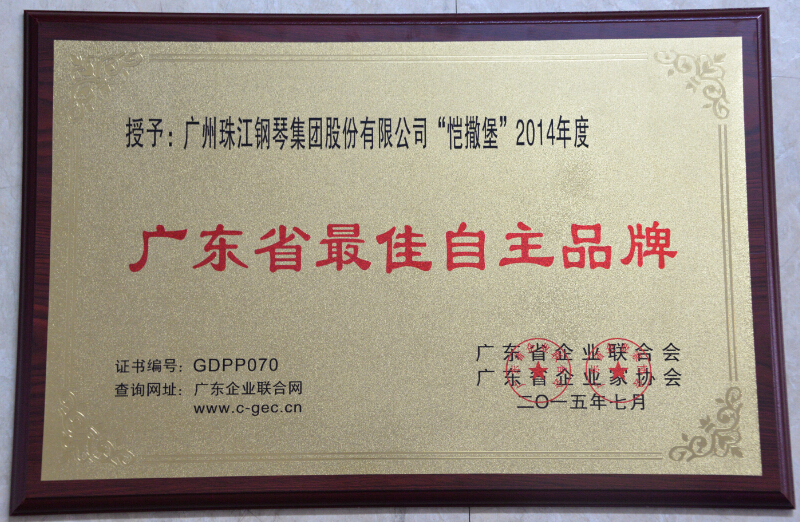 授予：广州珠江钢琴集团股份有限公司“恺撒堡”2014年度
广东省最佳自主品牌
证书编号：GDPP070
查询网址：广东企业联合网
www.c-gec.cn
广东省企业联合会
广东省企业家协会
二〇一五年七月